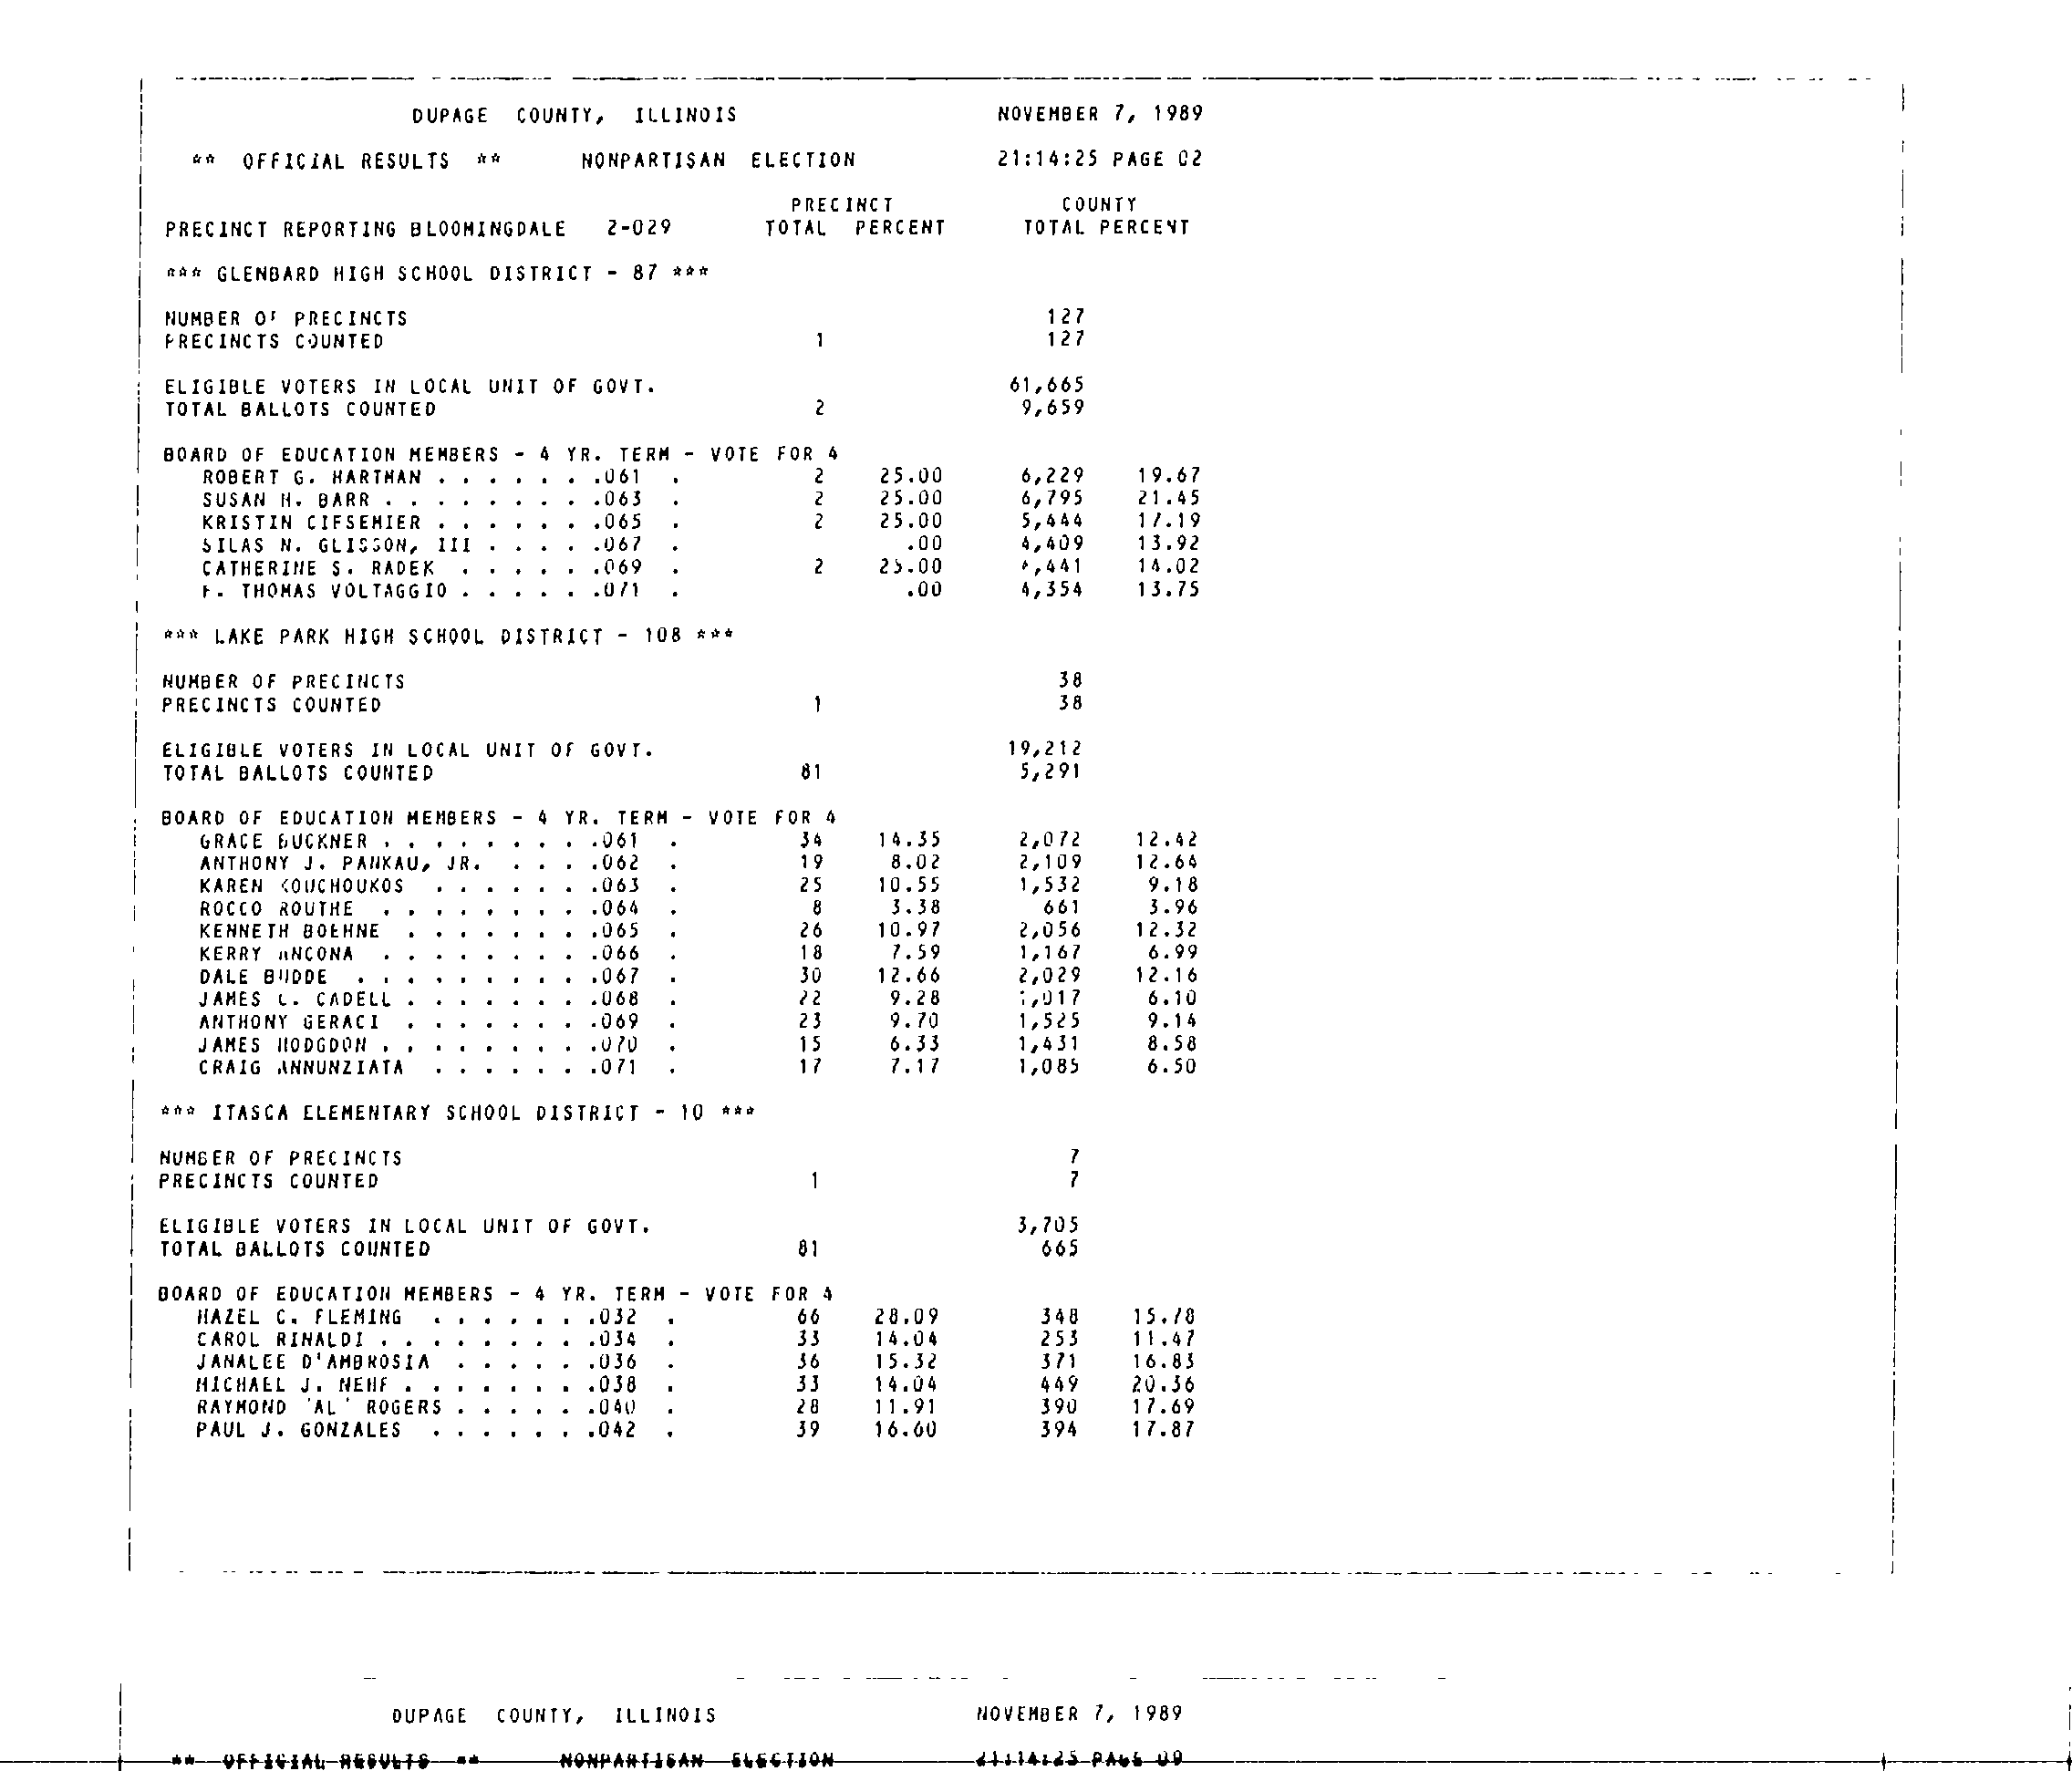 DUPAGE COUNTY, ILLINOIS NOVEMBER 7, 1989
** OFFICIAL RESULTS ** NONPARTISAN ELECTION 21:14:25 PAGE 02
PRECINCT COUNTY
PRECINCT REPORTING BLOOMINGDALE 2-029 TOTAL PERCENT TOTAL PERCENT
*** GLENBARD HIGH SCHOOL DISTRICT - 87 ***
NUMBER OF PRECINCTS 127
PRECINCTS COUNTED 1 127
ELIGIBLE VOTERS IN LOCAL UNIT OF GOVT. 61,665
TOTAL BALLOTS COUNTED 2 9,659
BOARD OF EDUCATION MEMBERS - 4 YR. TERM - VOTE FOR 4
ROBERT G. HARTMAN . . . . . . .061 . 2 25.00 6,229 19.67
SUSAN H. BARR . . . . . . . . .063 . 2 25.00 6,795 21.45
KRISTIN CIFSEMIER . . . . . . .065 . 2 25.00 5,444 17.19
SILAS N. GLISSON, III . . . . .067 . .00 4,409 13.92
CATHERINE S. RADEK . . . . . .069 . 2 25.00 4,441 14.02
THOMAS VOLTAGGIO . . . . . .071 . .00 4,354 13.75
*** LAKE PARK HIGH SCHOOL DISTRICT - 108 ***
NUMBER OF PRECINCTS 38
PRECINCTS COUNTED 1 38
ELIGIBLE VOTERS IN LOCAL UNIT OF GOVT. 19,212
TOTAL BALLOTS COUNTED 81 5,291
BOARD OF EDUCATION MEMBERS - 4 YR. TERM - VOTE FOR 4
GRACE BUCKNER . . . . . . . . .061 . 34 14.35 2,072 12.42
ANTHONY J. PANKAU, JR. . . . .062 . 19 8.02 2,109 12.64
KAREN KOUCHOUKOS . . . . . . .063 . 25 10.55 1,532 9.18
ROCCO ROUTHE . . . . . . . . .064 . 8 3.38 661 3.96
KENNETH BOEHNE . . . . . . . .065 . 26 10.97 2,056 12.32
KERRY ANCONA . . . . . . . . .066 . 18 7.59 1,167 6.99
DALE BUDDE . . . . . . . . . .067 . 30 12.66 2,029 12.16
JAMES L. CADELL . . . . . . . .068 . 22 9.28 1,017 6.10
ANTHONY GERACI . . . . . . . .069 . 23 9.70 1,525 9.14
JAMES HODGDON . . . . . . . . .070 . 15 6.33 1,431 8.58
CRAIG ANNUNZIATA . . . . . . .071 . 17 7.17 1,085 6.50
*** ITASCA ELEMENTARY SCHOOL DISTRICT - 10 ***
NUMBER OF PRECINCTS 7
PRECINCTS COUNTED 1 7
ELIGIBLE VOTERS IN LOCAL UNIT OF GOVT. 3,705
TOTAL BALLOTS COUNTED 81 665
BOARD OF EDUCATION MEMBERS - 4 YR. TERM - VOTE FOR 4
HAZEL C. FLEMING . . . . . . .032 . 66 28.09 348 15.78
CAROL RINALDI . . . . . . . . .034 . 33 14.04 253 11.47
JANALEE D'AMBROSIA . . . . . .036 . 36 15.32 371 16.83
MICHAEL J. NEHF . . . . . . . .038 . 33 14.04 449 20.36
RAYMOND 'AL' ROGERS . . . . . .040 . 28 11.91 390 17.69
PAUL J. GONZALES . . . . . . .042 . 39 16.60 394 17.87
DUPAGE COUNTY, ILLINOIS NOVEMBER 7, 1989
** OFFICIAL RESULTS ** NONPARTISAN ELECTION 21:14:25 PAGE